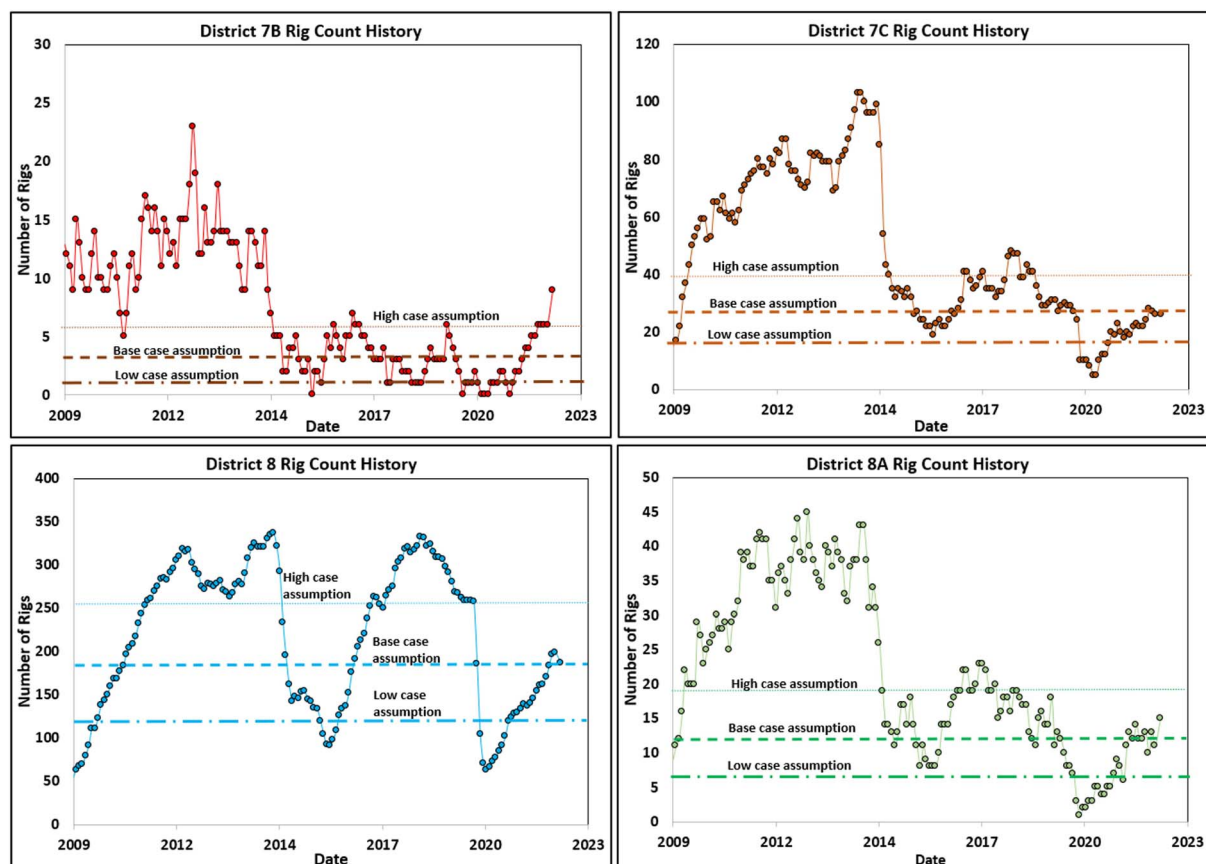 District 7B Rig Count History
30
25
20
15
10
5
0
Number of Rigs
High case assumption
Base case assumption
Low case assumption
2009 2012 2014 2017 2020 2023
Date
District 7C Rig Count History
120
100
80
60
40
20
0
Number of Rigs
High case assumption
Base case assumption
Low case assumption
2009 2012 2014 2017 2020 2023
Date
District 8 Rig Count History
400
350
300
250
200
150
100
50
0
Number of Rigs
High case
assumption
Base case
assumption
Low case
assumption
2009 2012 2014 2017 2020 2023
Date
District 8A Rig Count History
50
45
40
35
30
25
20
15
10
5
0
Number of Rigs
High case assumption
Base case assumption
Low case assumption
2009 2012 2014 2017 2020 2023
Date